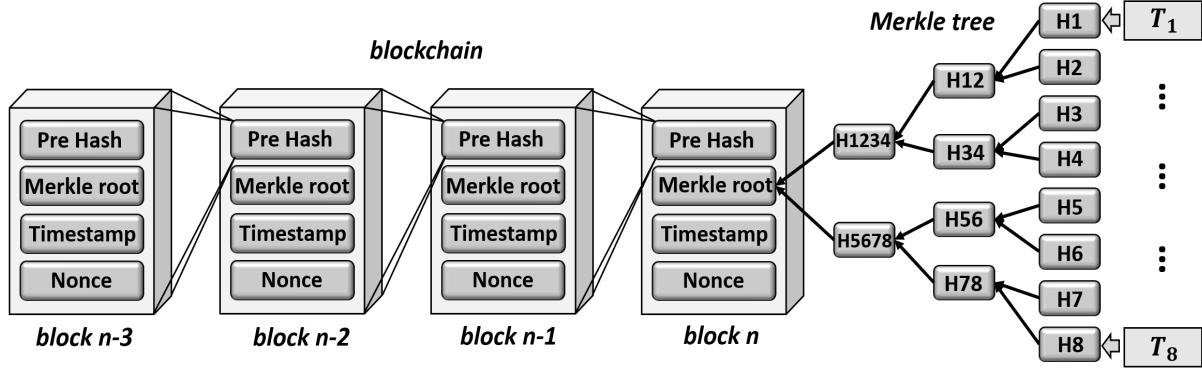 blockchain
Merkle tree
Pre Hash
Merkle root
Timestamp
Nonce
block n-3
Pre Hash
Merkle root
Timestamp
Nonce
block n-2
Pre Hash
Merkle root
Timestamp
Nonce
block n-1
Pre Hash
Merkle root
Timestamp
Nonce
block n
H1234
H5678
H12
H34
H56
H78
H1
H2
H3
H4
H5
H6
H7
H8
T1
⋮
⋮
⋮
T8